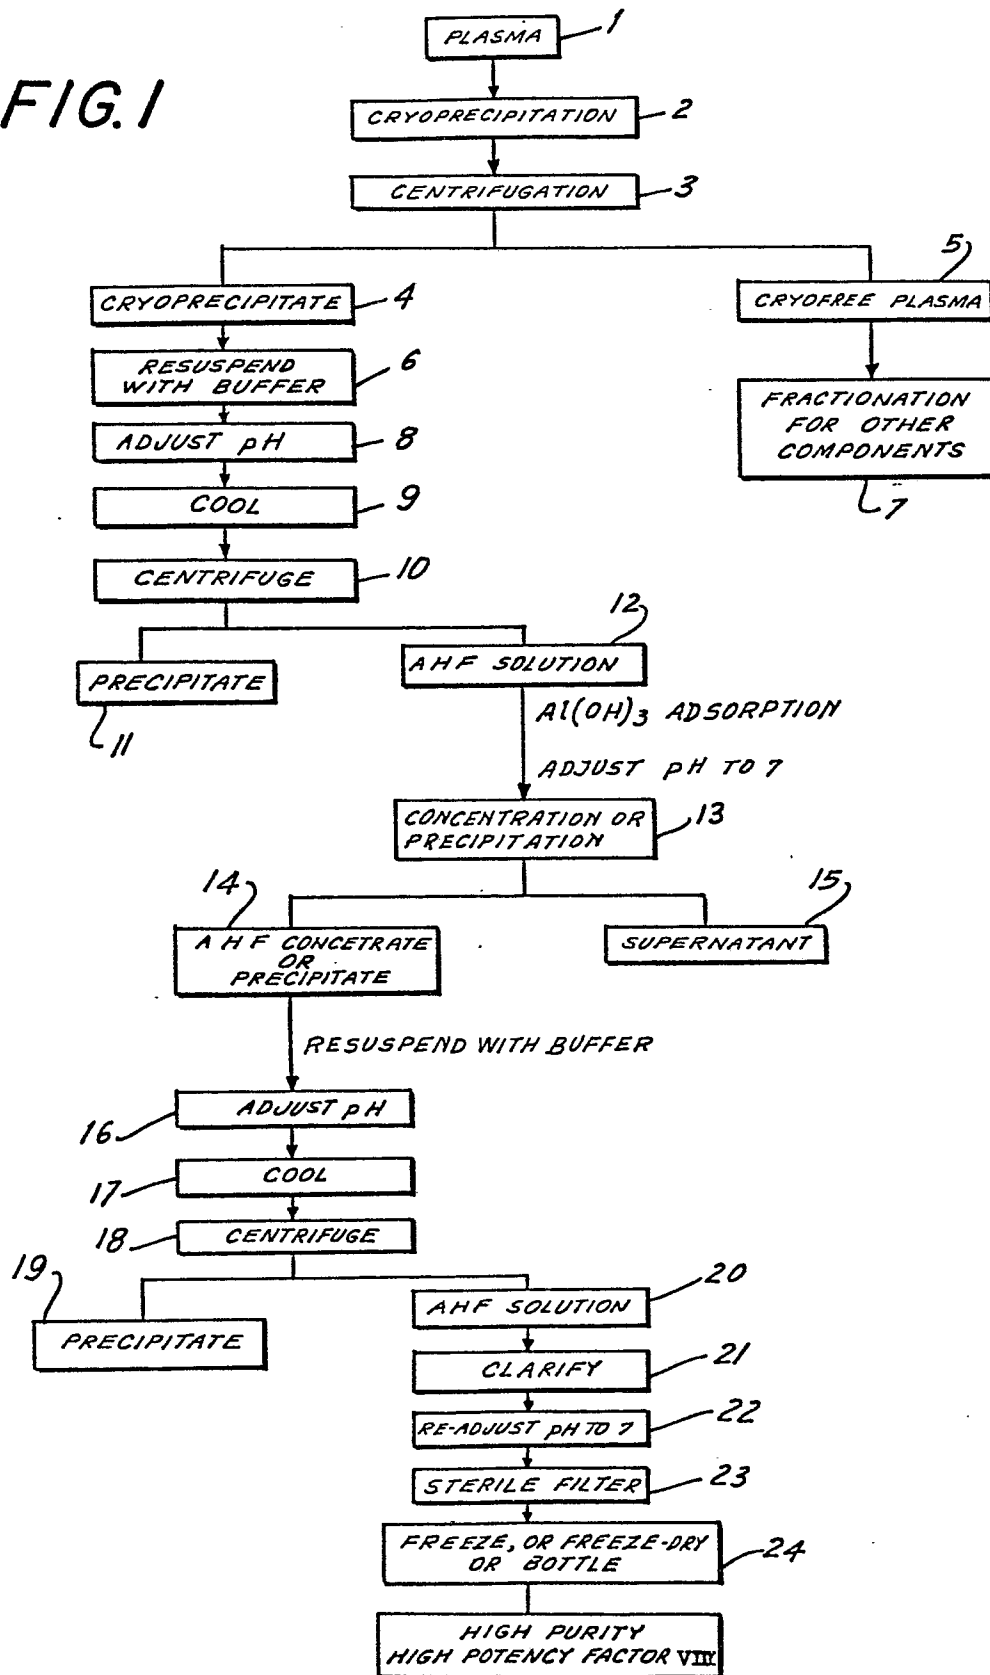 FIG. 1
PLASMA
1
CRYOPRECIPITATION
2
CENTRIFUGATION
3
CRYOPRECIPITATE
4
5
CRYOFREE PLASMA
RESUSPEND
WITH BUFFER
6
FRACTIONATION
FOR OTHER
COMPONENTS
7
ADJUST pH
8
COOL
9
CENTRIFUGE
10
PRECIPITATE
11
12
AHF SOLUTION
Al(OH)3 ADSORPTION
ADJUST pH TO 7
CONCENTRATION OR
PRECIPITATION
13
14
AHF CONCETRATE
OR
PRECIPITATE
15
SUPERNATANT
RESUSPEND WITH BUFFER
ADJUST pH
16
COOL
17
CENTRIFUGE
18
19
PRECIPITATE
AHF SOLUTION
20
CLARIFY
21
RE-ADJUST pH TO 7
22
STERILE FILTER
23
FREEZE, OR FREEZE-DRY
OR BOTTLE
24
HIGH PURITY
HIGH POTENCY FACTOR VIII